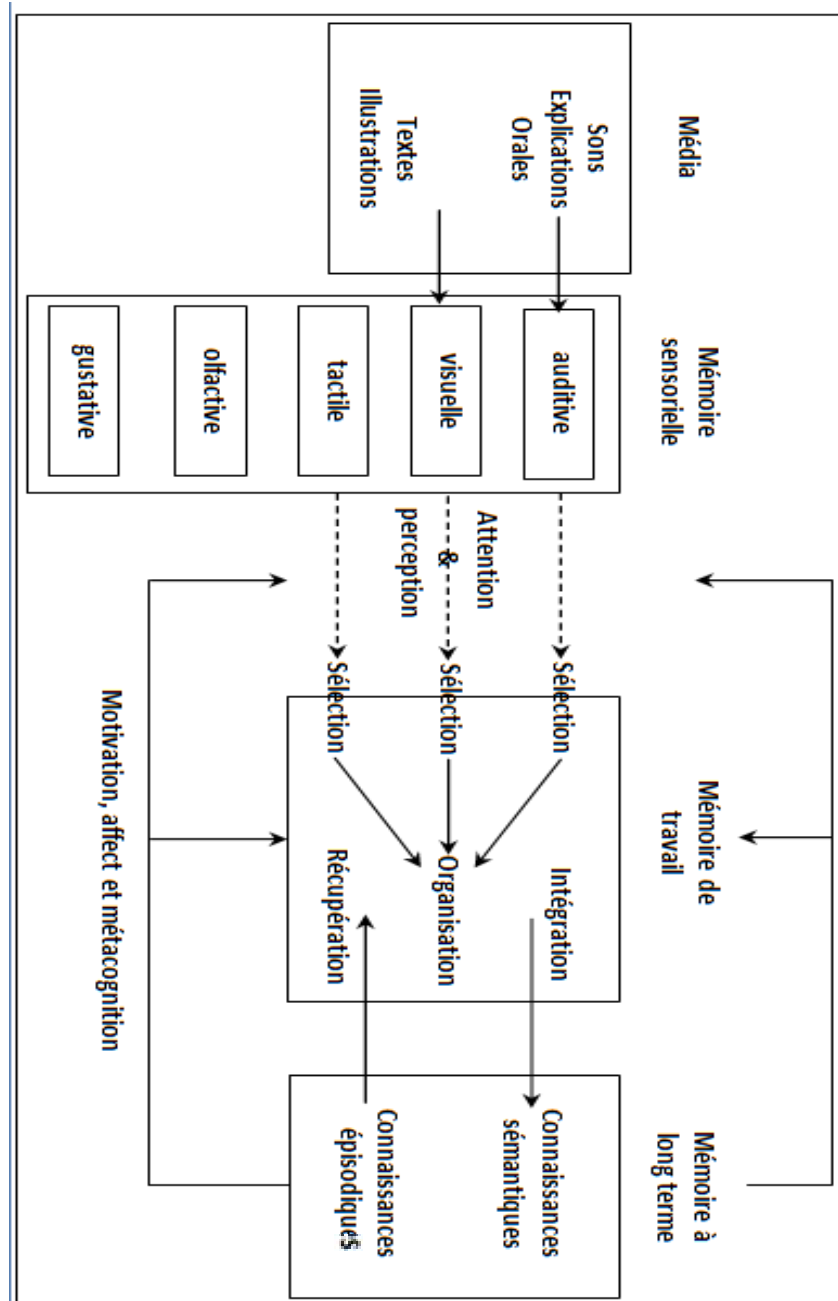 Média
Sons
Explications
Orales
Textes
Illustrations
Mémoire
sensorielle
auditive
visuelle
tactile
olfactive
gustative
Attention
&
perception
Sélection
Sélection
Sélection
Mémoire de
travail
Intégration
Organisation
Récupération
Mémoire à
long terme
Connaissances
sémantiques
Connaissances
épisodiques
Motivation, affect et métacognition